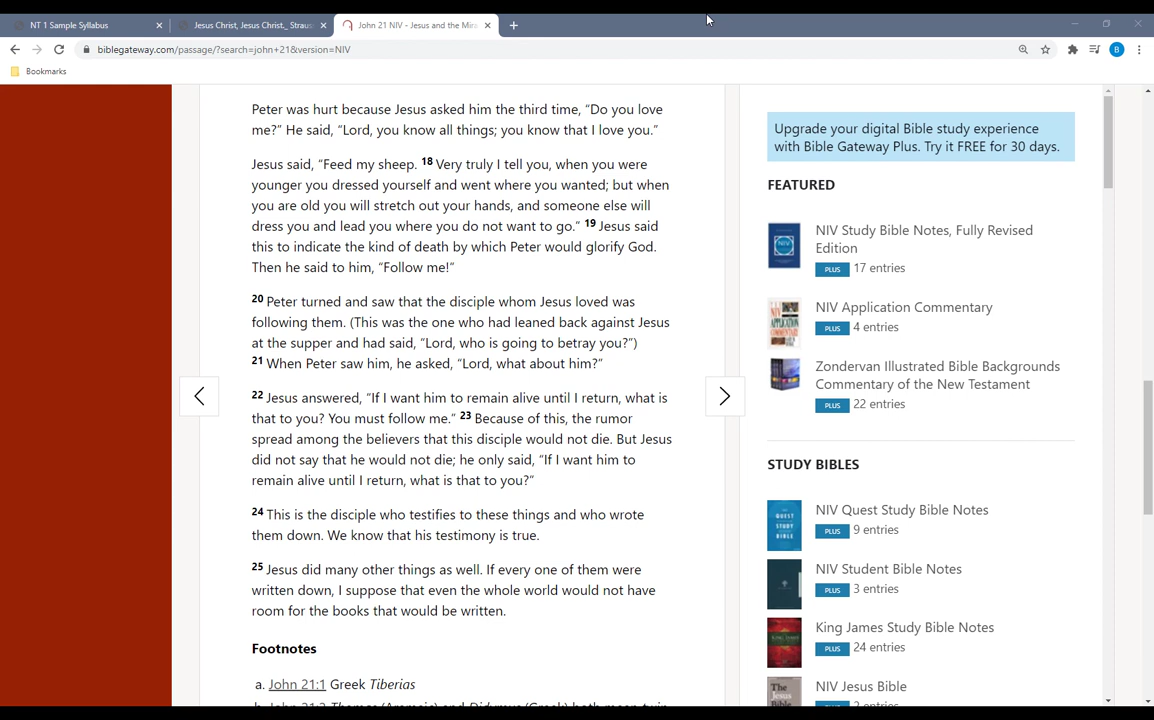 NT 1 Sample Syllabus
Jesus Christ, Jesus Christ._ Straus
John 21 NIV - Jesus and the Mira
biblegateway.com/passage/?search=john+21&version=NIV
B
Bookmarks
Peter was hurt because Jesus asked him the third time, “Do you love
me?” He said, “Lord, you know all things; you know that I love you.”
Jesus said, “Feed my sheep. 18 Very truly I tell you, when you were
younger you dressed yourself and went where you wanted; but when
you are old you will stretch out your hands, and someone else will
dress you and lead you where you do not want to go.” 19 Jesus said
this to indicate the kind of death by which Peter would glorify God.
Then he said to him, “Follow me!”
20 Peter turned and saw that the disciple whom Jesus loved was
following them. (This was the one who had leaned back against Jesus
at the supper and had said, “Lord, who is going to betray you?”)
21 When Peter saw him, he asked, “Lord, what about him?”
22 Jesus answered, “If I want him to remain alive until I return, what is
that to you? You must follow me.” 23 Because of this, the rumor
spread among the believers that this disciple would not die. But Jesus
did not say that he would not die; he only said, “If I want him to
remain alive until I return, what is that to you?”
24 This is the disciple who testifies to these things and who wrote
them down. We know that his testimony is true.
25 Jesus did many other things as well. If every one of them were
written down, I suppose that even the whole world would not have
room for the books that would be written.
Footnotes
a. John 21:1 Greek Tiberias
b. John 21:2 Thomas (Aramaic) and Didymus (Greek) both mean twin
Upgrade your digital Bible study experience
with Bible Gateway Plus. Try it FREE for 30 days.
FEATURED
NIV Study Bible Notes, Fully Revised
Edition
PLUS 17 entries
NIV Application Commentary
PLUS 4 entries
Zondervan Illustrated Bible Backgrounds
Commentary of the New Testament
PLUS 22 entries
STUDY BIBLES
NIV Quest Study Bible Notes
PLUS 9 entries
NIV Student Bible Notes
PLUS 3 entries
King James Study Bible Notes
PLUS 24 entries
NIV Jesus Bible